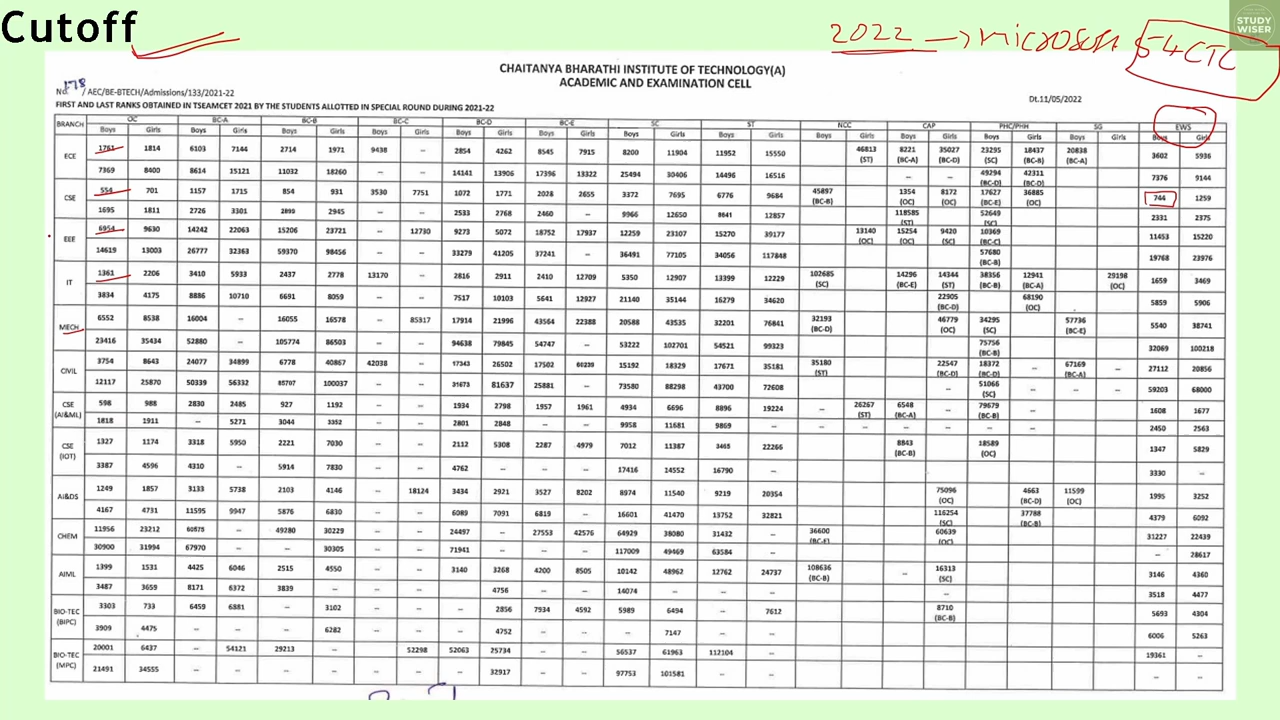 Cutoff
2022 → microsoft 54 CTC
STUDY
WISER
CHAITANYA BHARATHI INSTITUTE OF TECHNOLOGY(A)
ACADEMIC AND EXAMINATION CELL
No. 178 / AEC/BE-BTECH/Admissions/133/2021-22
Dt.11/05/2022
FIRST AND LAST RANKS OBTAINED IN TSEAMCET 2021 BY THE STUDENTS ALLOTTED IN SPECIAL ROUND DURING 2021-22
BRANCH OC BC-A BC-B BC-C BC-D BC-E SC ST NCC CAP PHC/PHH SG EWS
Boys Girls Boys Girls Boys Girls Boys Girls Boys Girls Boys Girls Boys Girls Boys Girls Boys Girls Boys Girls Boys Girls Boys Girls Boys Girls
ECE 1761 1814 6103 7144 2714 1971 9438 -- 2854 4262 8545 7915 8200 11904 11952 15550 46813 (ST) 8221 (BC-A) 35027 (BC-D) 23295 (SC) 18437 (BC-B) 20838 (BC-A) 3602 5936
7369 8400 8614 15121 11032 18260 14141 13906 17396 13322 25494 30406 14496 16516 -- -- 49294 (BC-D) 42311 (BC-D) 7376 9144
CSE 554 701 1157 1715 854 931 3530 7751 1072 1771 2028 2655 3372 7695 6776 9684 45897 (BC-B) 1354 (OC) 8172 (OC) 17627 (BC-E) 36885 (OC) 744 1259
1695 1811 2726 3301 2899 2945 2533 2768 2460 -- 9966 12650 8641 12857 118585 (ST) 52649 (SC) 2331 2375
EEE 6954 9630 14242 22063 15206 23721 -- 12730 9273 5072 18752 17937 12259 23107 15270 39177 13140 (OC) 15254 (OC) 9420 (SC) 10369 (BC-C) 11453 15220
14619 13003 26777 32363 59370 98456 33279 41205 37241 -- 36491 77105 34056 117848 57680 (BC-B) 19768 23976
IT 1361 2206 3410 5933 2437 2778 13170 -- 2816 2911 2410 12709 5350 12907 13399 12229 102685 (SC) 14296 (BC-E) 14344 (ST) 38356 (BC-B) 12941 (BC-A) 29198 (OC) 1659 3469
3834 4175 8886 10710 6691 8059 7517 10103 5641 12927 21140 35144 16279 34620 22905 (BC-D) 68190 (OC) 5859 5906
MECH 6552 8538 16004 -- 16055 16578 -- 85317 17914 21996 43564 22388 20588 43535 32201 76841 32193 (BC-D) 46779 (OC) 34295 (SC) 57736 (BC-E) 5540 38741
23416 35434 52880 105774 86503 94638 79845 54747 -- 53222 102701 54521 99323 75756 (BC-B) 32069 100218
CIVIL 3754 8643 24077 34899 6778 40867 42038 -- 17343 26502 17502 60239 15192 18329 17671 35181 35180 (ST) 22547 (BC-D) 18372 (BC-D) -- 67169 (BC-A) -- 27112 20856
12117 25870 50339 56332 85707 100037 31673 81637 25881 -- 73580 88298 43700 72608 -- 51066 (SC) -- -- -- 59203 68000
CSE (AI&ML) 598 988 2830 2485 927 1192 -- -- 1934 2798 1957 1961 4934 6696 8896 19224 -- 26267 (ST) 6548 (BC-A) 79679 (BC-B) 1608 1677
1818 1911 -- 5271 3044 3352 -- -- 2801 2848 -- -- 9958 11681 9869 -- -- -- -- -- -- -- -- -- 2450 2563
CSE (IOT) 1327 1174 3318 5950 2221 7030 -- -- 2112 5308 2287 4979 7012 11387 3465 22266 8843 (BC-B) 18589 (OC) 1347 5829
3387 4596 4310 -- 5914 7830 -- -- 4762 -- -- -- 17416 14552 16790 -- 3330 --
AI&DS 1249 1857 3133 5738 2103 4146 -- 18124 3434 2921 3527 8202 8974 11540 9219 20354 75096 (OC) 4663 (BC-D) 11599 (OC) 1995 3252
4167 4731 11595 9947 5876 6830 -- -- 6089 7091 6819 -- 16601 41470 13752 32821 116254 (SC) 37788 (BC-B) 4379 6092
CHEM 11956 23212 60675 -- 49280 30229 -- -- 24497 -- 27553 42576 64929 38080 31432 -- 36600 (BC-E) 60639 (OC) 31227 22439
30900 31994 67970 -- -- 30305 -- -- 71941 -- -- 117009 49469 63584 -- -- 28617
AIML 1399 1531 4425 6046 2515 4550 -- -- 3140 3268 4200 8505 10142 48962 12762 24737 108636 (BC-B) -- 16313 (SC) 3146 4360
3487 3659 8171 6372 3839 -- -- -- -- 4756 -- -- 14074 -- -- -- -- 3518 4477
BIO-TEC (BIPC) 3303 733 6459 6881 -- 3102 -- -- -- 2856 7934 4592 5989 6494 -- 7612 8710 (BC-B) 5693 4304
3909 4475 -- -- -- 6282 -- -- -- 4752 -- -- -- 7147 -- -- 6006 5263
BIO-TEC (MPC) 20001 6437 -- 54121 29213 -- -- 52298 52063 25734 -- -- 56537 61963 112104 -- 19361 --
21491 34555 -- -- -- -- -- -- -- 32917 -- -- 97753 101581 -- -- -- --